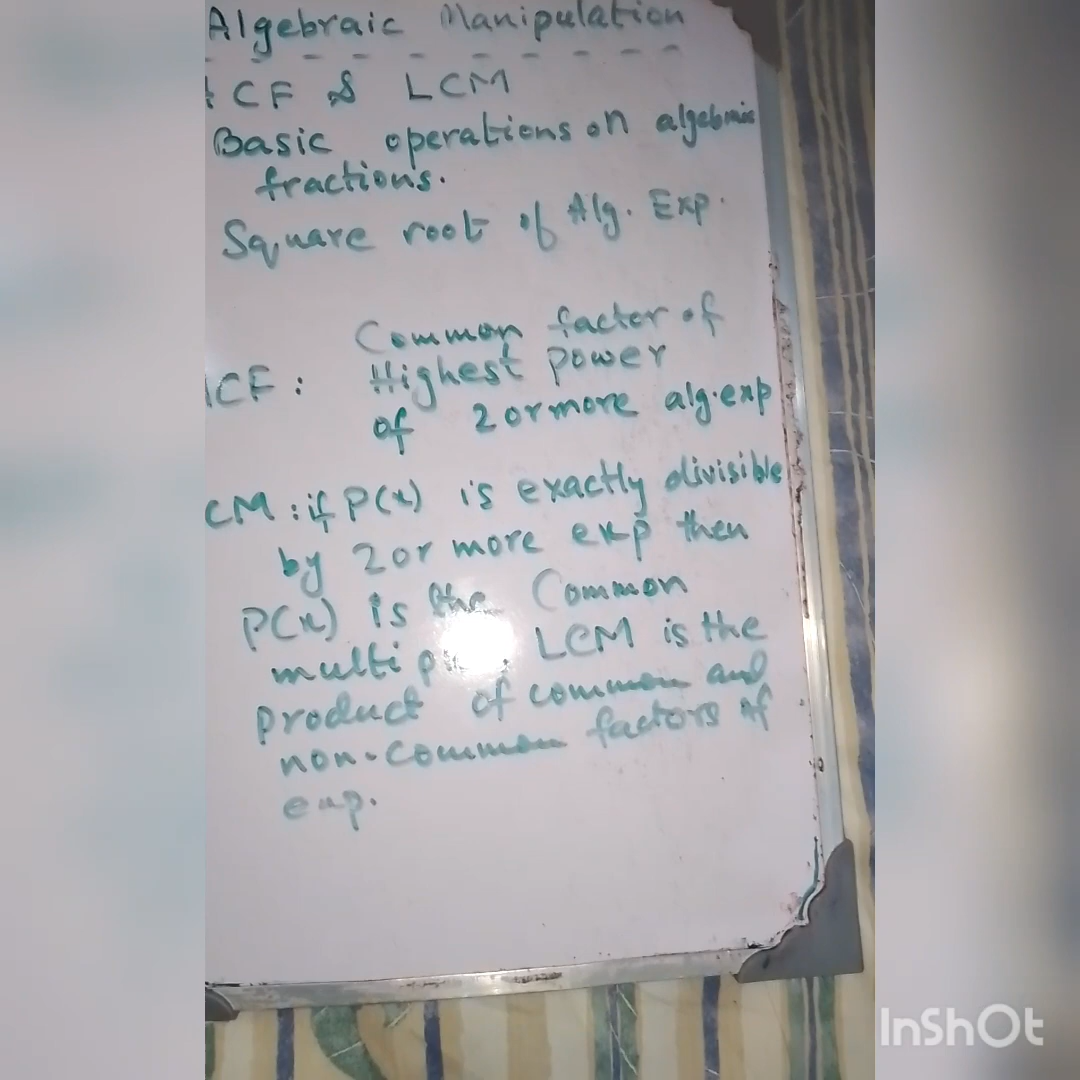 Algebraic Manipulation
CF & LCM
Basic operations on algebraic
fractions.
Square root of Alg. Exp.
Common factor of
CF : Highest power
of 2 or more alg. exp
CM : if P(x) is exactly divisible
by 2 or more exp then
P(x) is the Common
multip LCM is the
product of common and
non-common factors of
exp.
InShOt